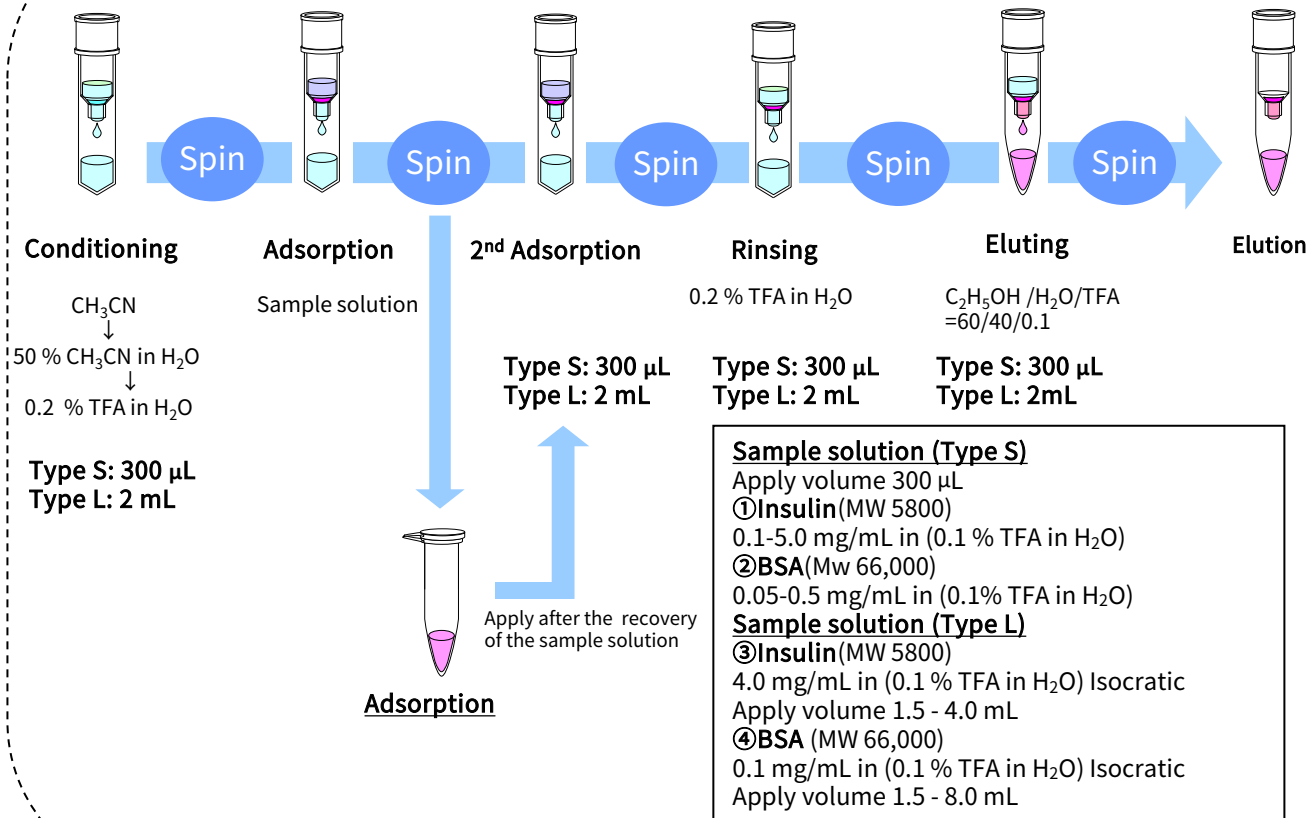 Spin
Spin
Spin
Spin
Spin
Conditioning
CH₃CN
↓
50 % CH₃CN in H₂O
↓
0.2 % TFA in H₂O
Type S: 300 µL
Type L: 2 mL
Adsorption
Sample solution
2ⁿᵈ Adsorption
Type S: 300 µL
Type L: 2 mL
Rinsing
0.2 % TFA in H₂O
Type S: 300 µL
Type L: 2 mL
Eluting
C₂H₅OH /H₂O/TFA
=60/40/0.1
Type S: 300 µL
Type L: 2mL
Elution
Adsorption
Apply after the recovery
of the sample solution
Sample solution (Type S)
Apply volume 300 µL
①Insulin(MW 5800)
0.1-5.0 mg/mL in (0.1 % TFA in H₂O)
②BSA(Mw 66,000)
0.05-0.5 mg/mL in (0.1% TFA in H₂O)
Sample solution (Type L)
③Insulin(MW 5800)
4.0 mg/mL in (0.1 % TFA in H₂O) Isocratic
Apply volume 1.5 - 4.0 mL
④BSA (MW 66,000)
0.1 mg/mL in (0.1 % TFA in H₂O) Isocratic
Apply volume 1.5 - 8.0 mL